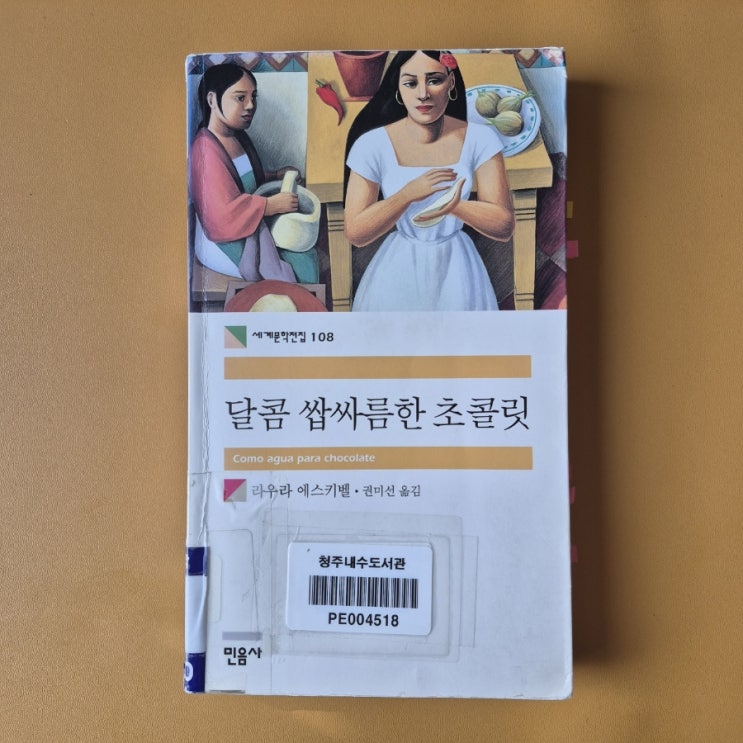 세계문학전집 108
달콤 쌉싸름한 초콜릿
Como agua para chocolate
라우라 에스키벨 · 권미선 옮김
청주내수도서관
PE004518
민음사